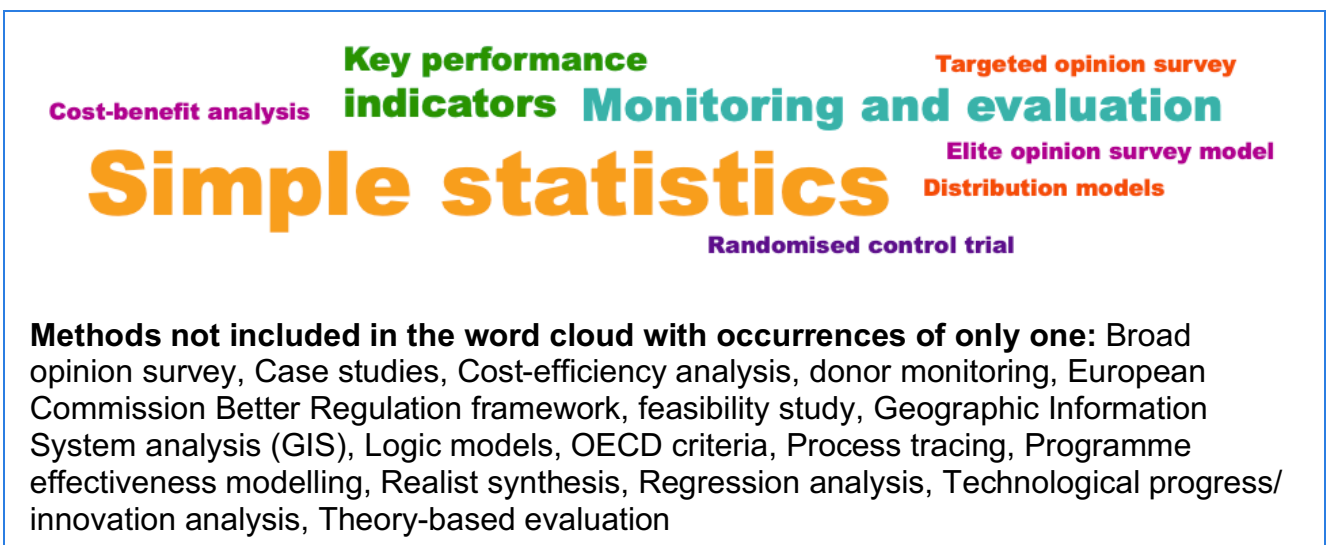 Key performance
indicators
Targeted opinion survey
Cost-benefit analysis
Monitoring and evaluation
Elite opinion survey model
Simple statistics
Distribution models
Randomised control trial
Methods not included in the word cloud with occurrences of only one: Broad
opinion survey, Case studies, Cost-efficiency analysis, donor monitoring, European
Commission Better Regulation framework, feasibility study, Geographic Information
System analysis (GIS), Logic models, OECD criteria, Process tracing, Programme
effectiveness modelling, Realist synthesis, Regression analysis, Technological progress/
innovation analysis, Theory-based evaluation